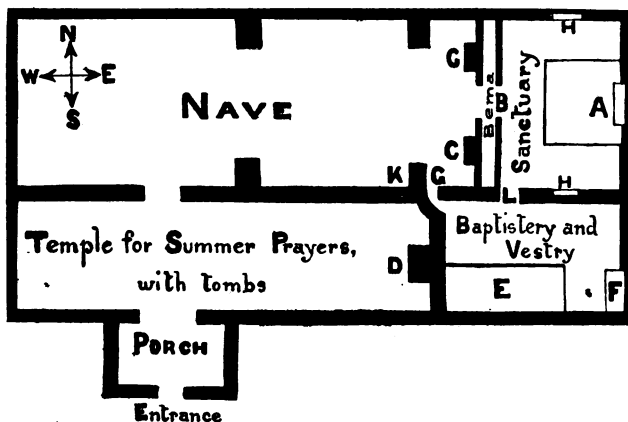 N
W E
S
NAVE
C
C
Bema
B
Sanctuary
H
A
H
K G
L
Temple for Summer Prayers,
with tombs
D
Baptistery and
Vestry
E
F
PORCH
Entrance